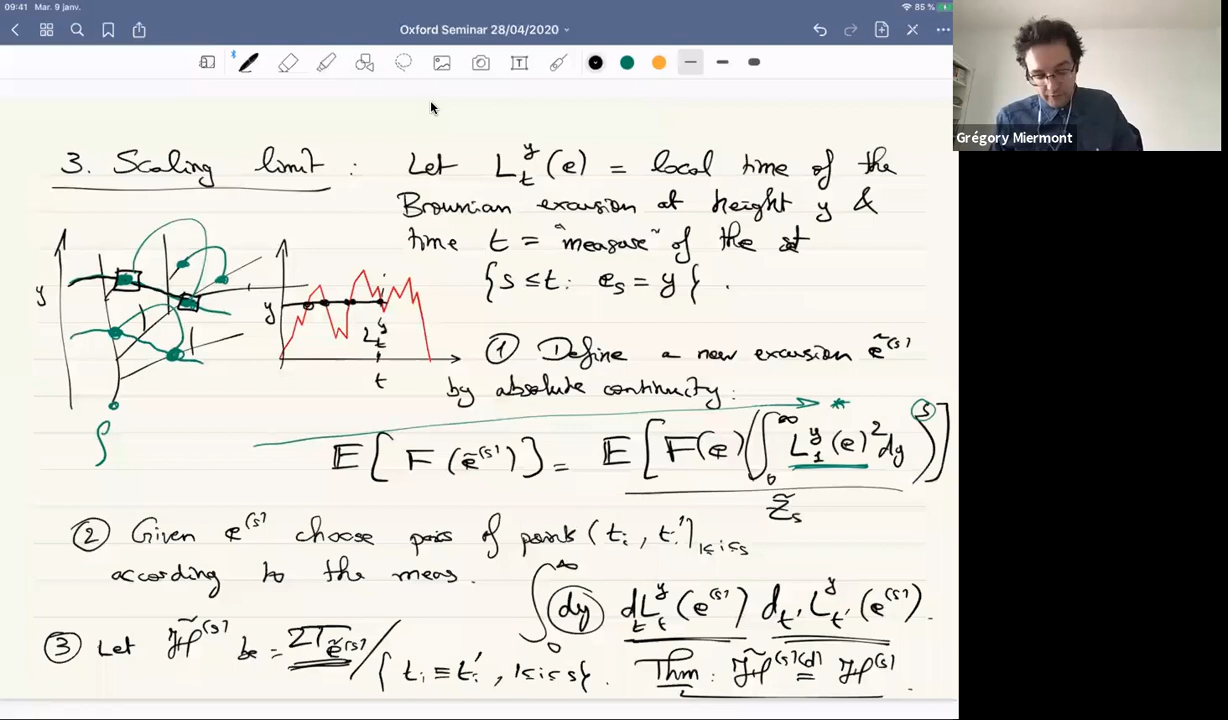 09:41 Mar. 9 janv.
85 %
Oxford Seminar 28/04/2020
Grégory Miermont
3. Scaling limit : Let L_t^y(e) = local time of the
Brownian excursion at height y &
time t = "measure" of the set
{s ≤ t : e_s = y} .
y
y
L_t^y
t
ρ
① Define a new excursion ẽ^(s)
by absolute continuity :
*
E[F(ẽ^(s))] = E[F(e)(∫_0^∞ L_1^y(e)^2 dy)^s]
Z̃_s
② Given e^(s) choose pairs of points (t_i, t_i')_{1≤i≤s}
according to the meas.
∫_0^∞ dy d_t L_t^y(e^(s)) d_t' L_t'^y(e^(s)).
③ Let H̃^(s) be = 2T_ẽ^(s) / {t_i ≡ t_i', 1≤i≤s}.
Thm : H̃^(s) (d)= H^(s) .